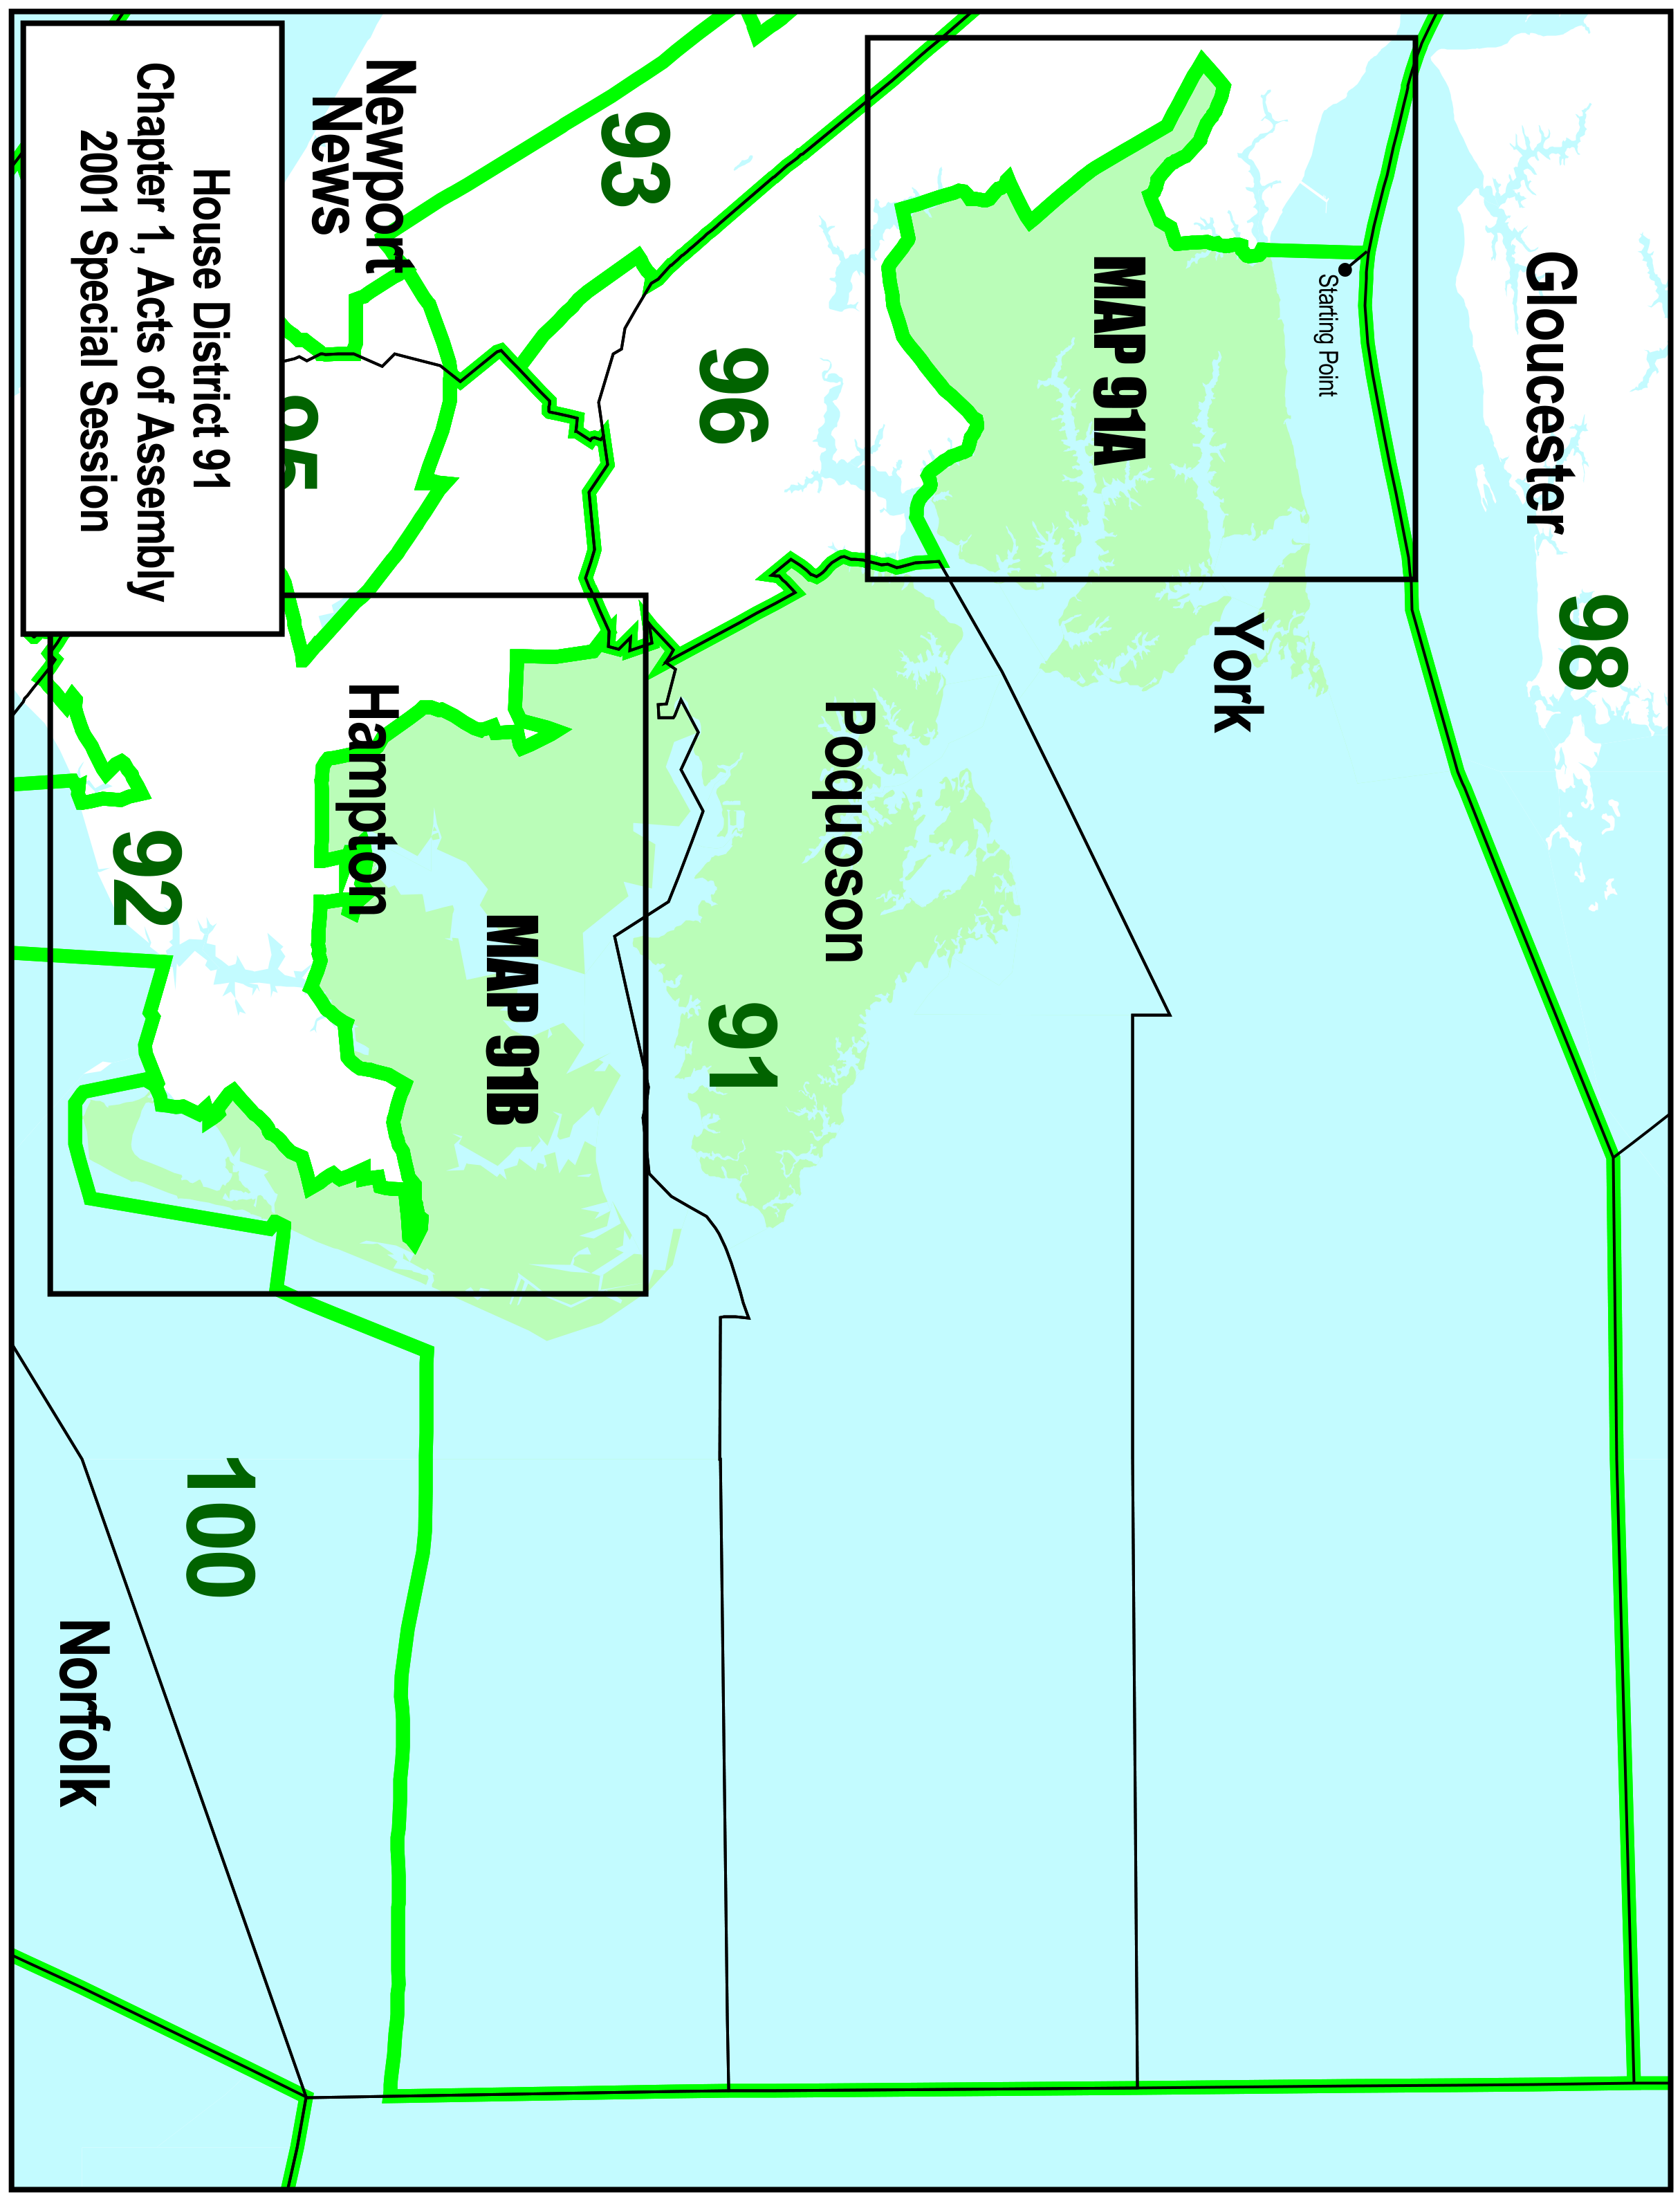 Gloucester
98
Starting Point
MAP 91A
York
93
96
Poquoson
91
Newport
News
95
Hampton
MAP 91B
92
100
Norfolk
House District 91
Chapter 1, Acts of Assembly
2001 Special Session